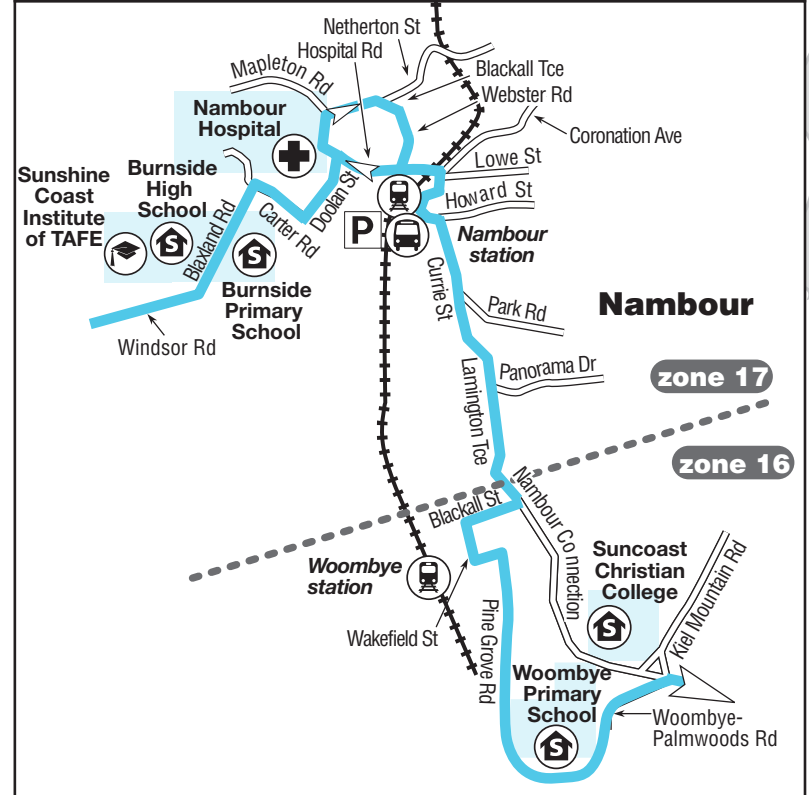 Netherton St
Hospital Rd
Mapleton Rd
Blackall Tce
Webster Rd
Nambour
Hospital
Coronation Ave
Lowe St
Sunshine
Coast
Institute
of TAFE
Burnside
High
School
S
Doolan St
Howard St
P
Carter Rd
Blaxland Rd
S
Nambour
station
Burnside
Primary
School
Currie St
Park Rd
Nambour
Windsor Rd
Panorama Dr
zone 17
Lamington Tce
zone 16
Blackall St
Nambour Connection
Woombye
station
Suncoast
Christian
College
S
Kiel Mountain Rd
Wakefield St
Pine Grove Rd
Woombye
Primary
School
S
Woombye-
Palmwoods Rd